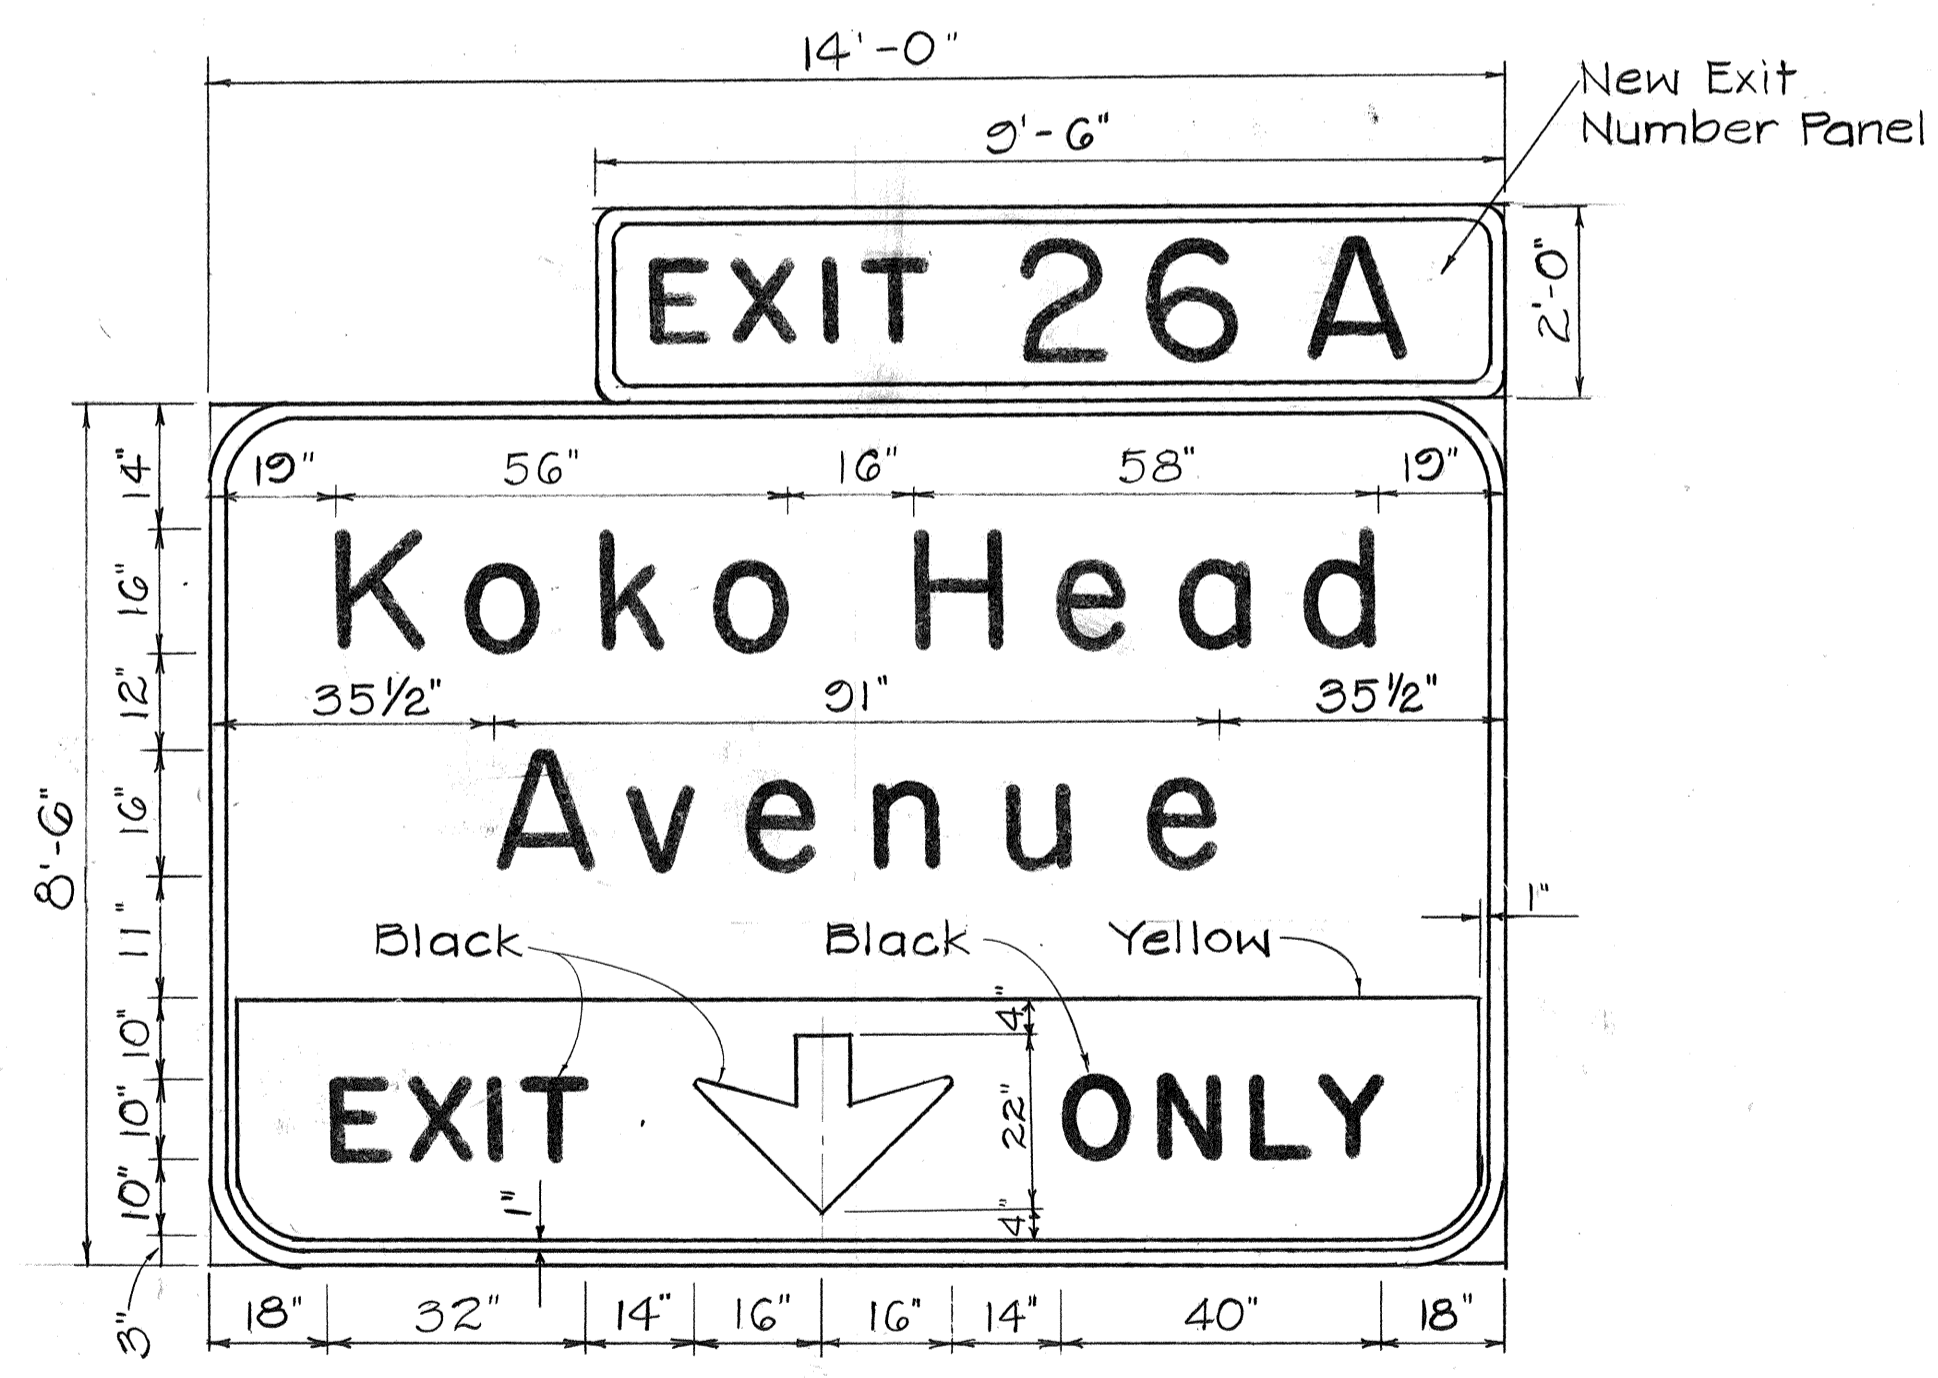 14'-0"
New Exit
Number Panel
9'-6"
EXIT 26 A
2'-0"
19" 56" 16" 58" 19"
14"
Koko Head
16"
35½" 91" 35½"
12"
Avenue
16"
8'-6"
11"
1"
Black Black Yellow
4"
10"
EXIT ONLY
10"
22"
1"
4"
10"
3"
18" 32" 14" 16" 16" 14" 40" 18"